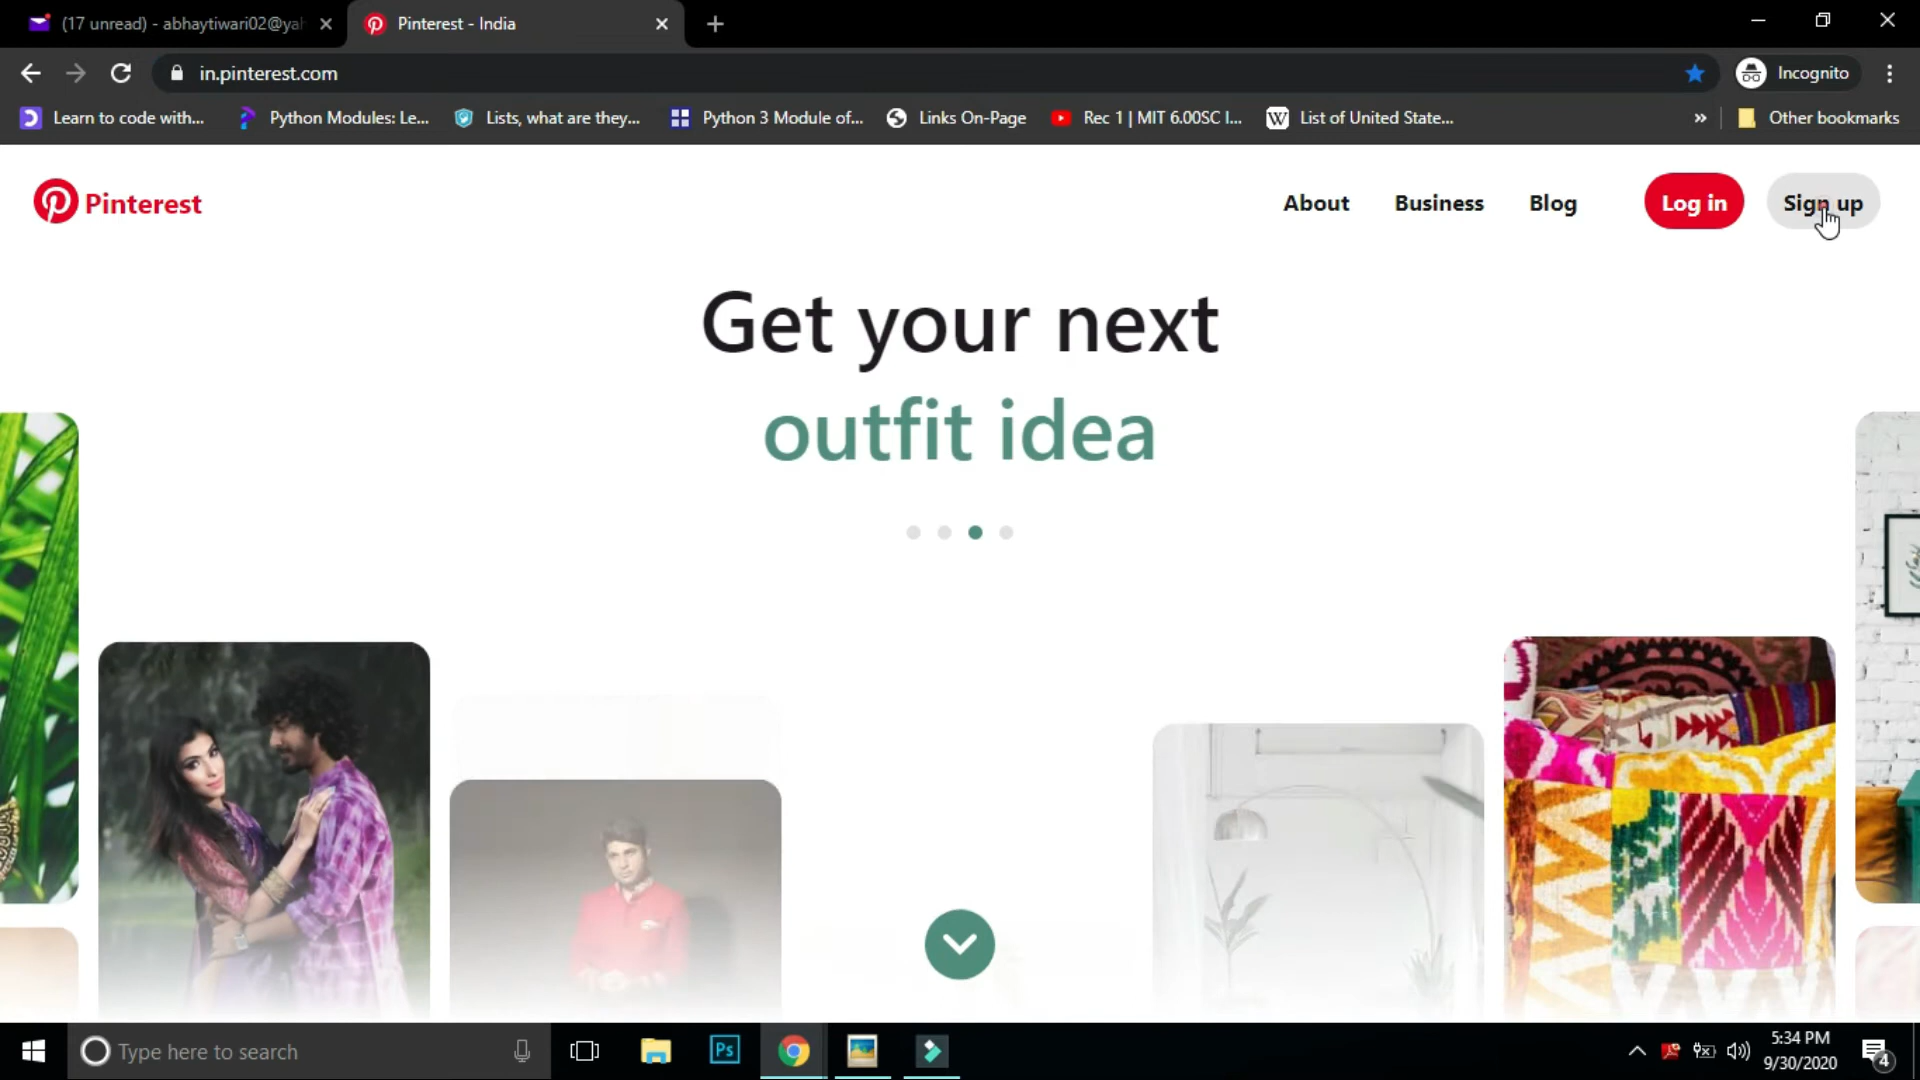 (17 unread) - abhaytiwari02@yah
Pinterest - India
in.pinterest.com
Incognito
Learn to code with...
Python Modules: Le...
Lists, what are they,...
Python 3 Module of...
Links On-Page
Rec 1 | MIT 6.00SC I...
List of United State...
»
Other bookmarks
Pinterest
About
Business
Blog
Log in
Sign up
Get your next
outfit idea
Type here to search
Ps
5:34 PM
9/30/2020
4